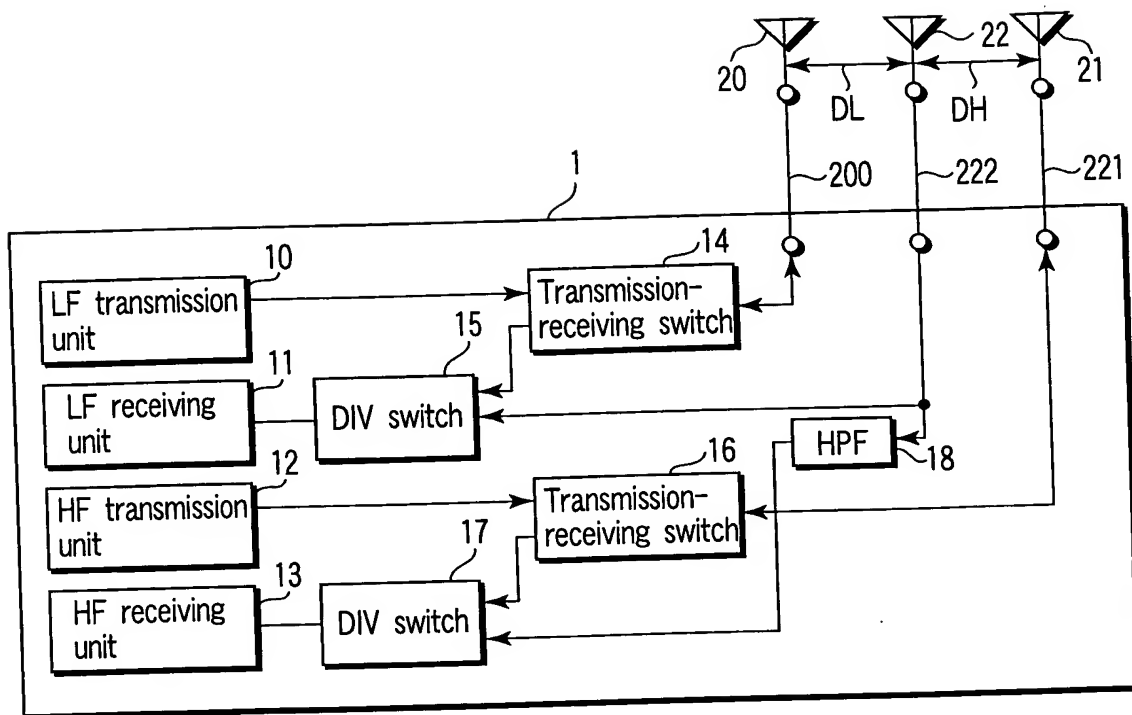 20
22
21
DL
DH
1
200
222
221
10
LF transmission
unit
14
Transmission-
receiving switch
15
DIV switch
11
LF receiving
unit
HPF
18
12
HF transmission
unit
16
Transmission-
receiving switch
17
DIV switch
13
HF receiving
unit